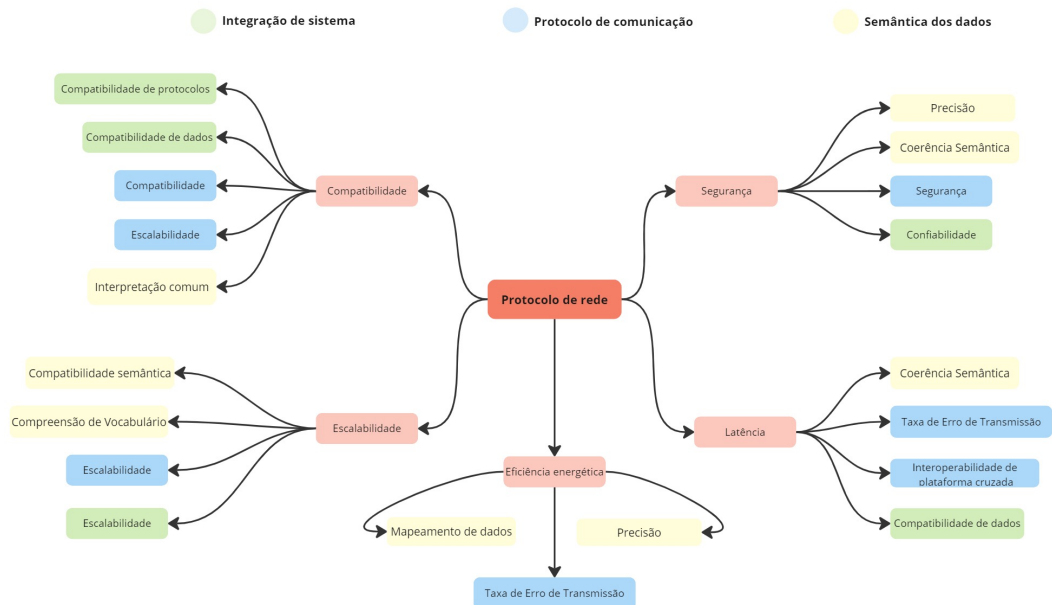 Integração de sistema
Protocolo de comunicação
Semântica dos dados
Compatibilidade de protocolos
Compatibilidade de dados
Compatibilidade
Escalabilidade
Interpretação comum
Compatibilidade
Segurança
Precisão
Coerência Semântica
Segurança
Confiabilidade
Protocolo de rede
Compatibilidade semântica
Compreensão de Vocabulário
Escalabilidade
Escalabilidade
Escalabilidade
Eficiência energética
Mapeamento de dados
Precisão
Taxa de Erro de Transmissão
Latência
Coerência Semântica
Taxa de Erro de Transmissão
Interoperabilidade de
plataforma cruzada
Compatibilidade de dados